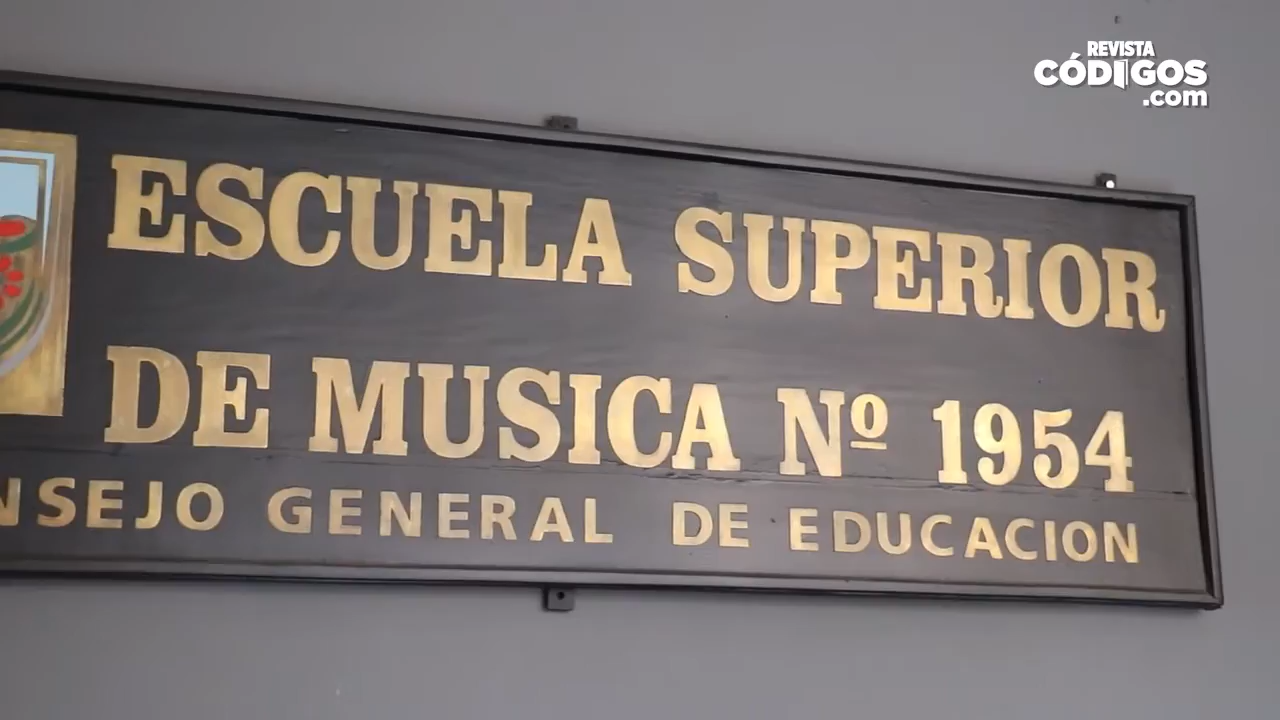 REVISTA
CÓDIGOS
.com
ESCUELA SUPERIOR
DE MUSICA Nº 1954
NSEJO GENERAL DE EDUCACION